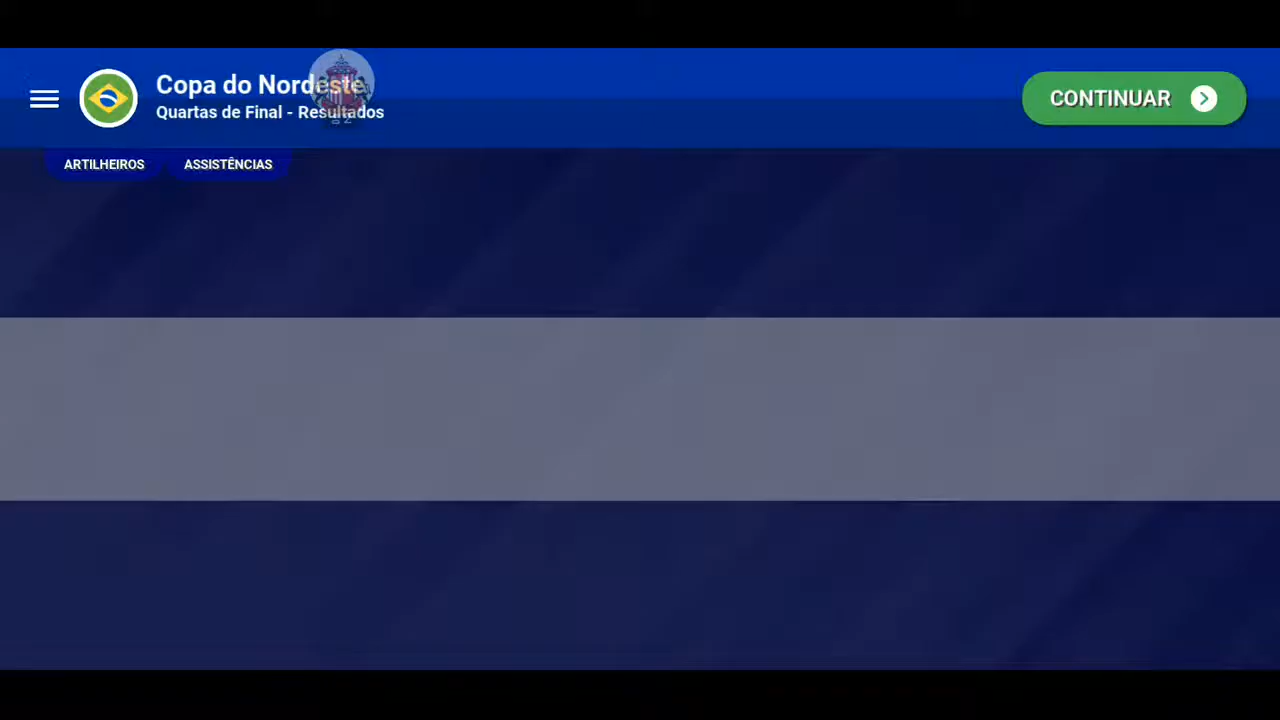 Copa do Nordeste
Quartas de Final - Resultados
CONTINUAR
ARTILHEIROS
ASSISTÊNCIAS